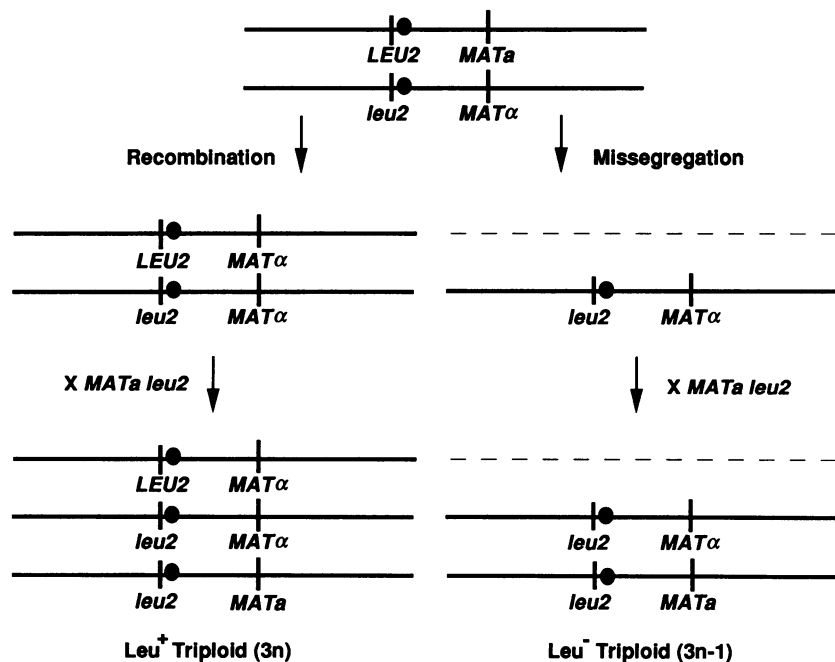 LEU2 MATa
leu2 MATα
Recombination Missegregation
LEU2 MATα
leu2 MATα leu2 MATα
X MATa leu2 X MATa leu2
LEU2 MATα
leu2 MATα leu2 MATα
leu2 MATa leu2 MATa
Leu+ Triploid (3n) Leu- Triploid (3n-1)